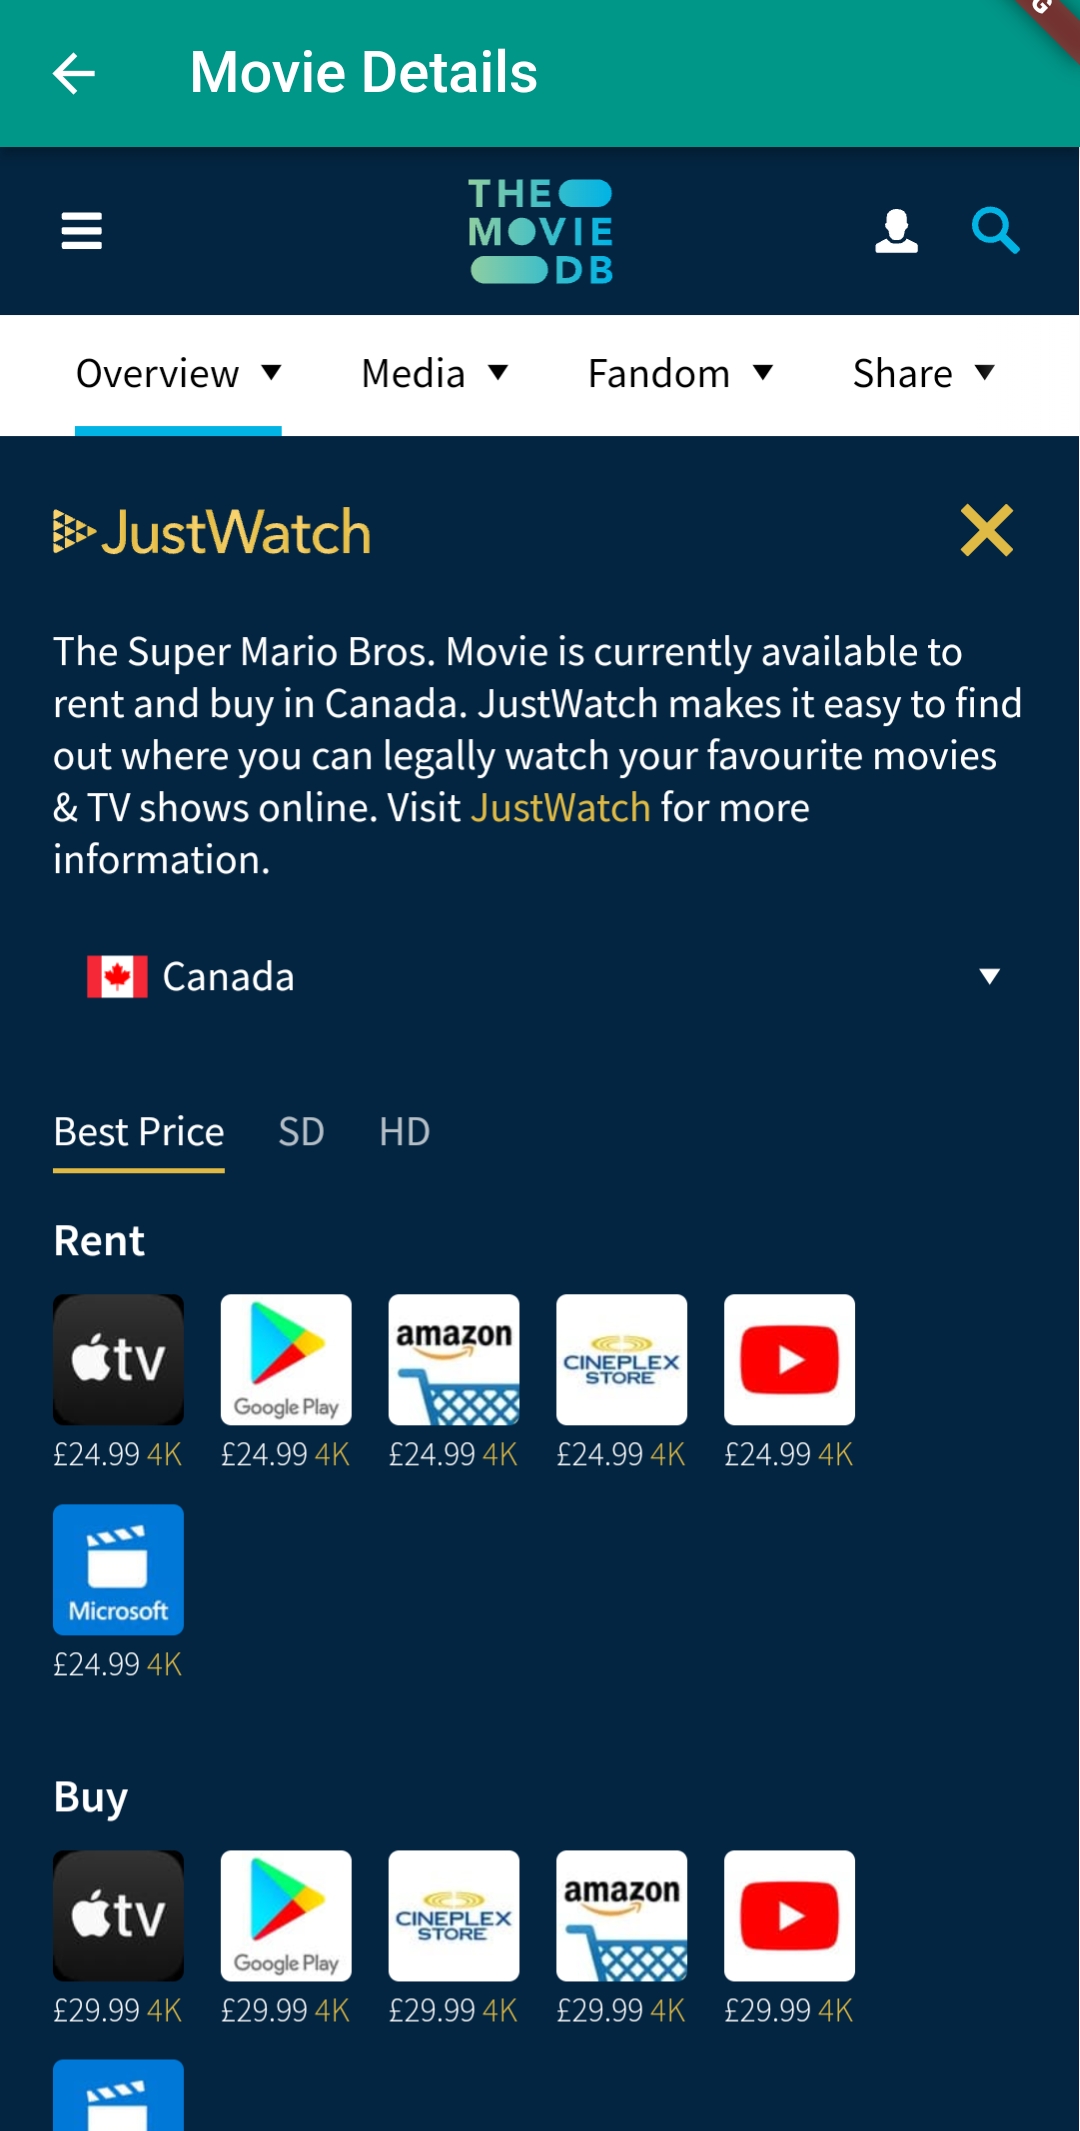 Movie Details
G
THE
MOVIE
DB
Overview Media Fandom Share
JustWatch
The Super Mario Bros. Movie is currently available to
rent and buy in Canada. JustWatch makes it easy to find
out where you can legally watch your favourite movies
& TV shows online. Visit JustWatch for more
information.
Canada
Best Price SD HD
Rent
tv Google Play amazon CINEPLEX STORE
£24.99 4K £24.99 4K £24.99 4K £24.99 4K £24.99 4K
Microsoft
£24.99 4K
Buy
tv Google Play CINEPLEX STORE amazon
£29.99 4K £29.99 4K £29.99 4K £29.99 4K £29.99 4K